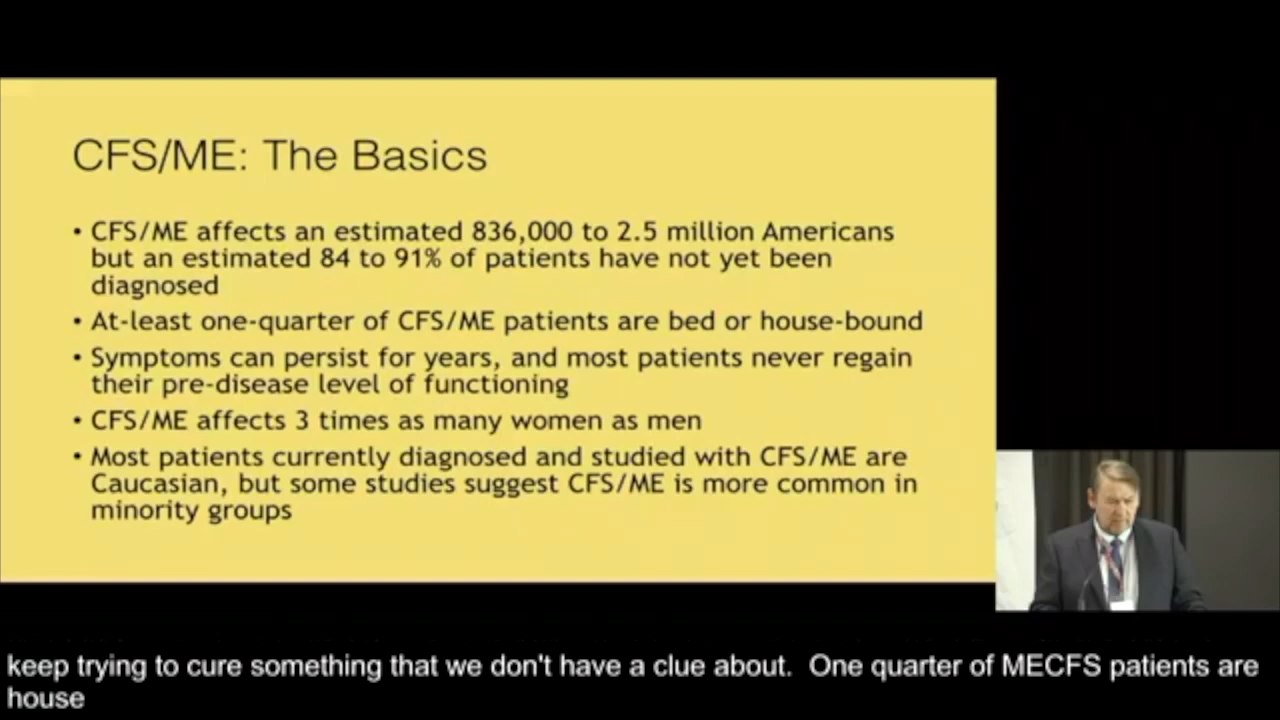 CFS/ME: The Basics
• CFS/ME affects an estimated 836,000 to 2.5 million Americans
but an estimated 84 to 91% of patients have not yet been
diagnosed
• At-least one-quarter of CFS/ME patients are bed or house-bound
• Symptoms can persist for years, and most patients never regain
their pre-disease level of functioning
• CFS/ME affects 3 times as many women as men
• Most patients currently diagnosed and studied with CFS/ME are
Caucasian, but some studies suggest CFS/ME is more common in
minority groups
keep trying to cure something that we don't have a clue about.  One quarter of MECFS patients are
house